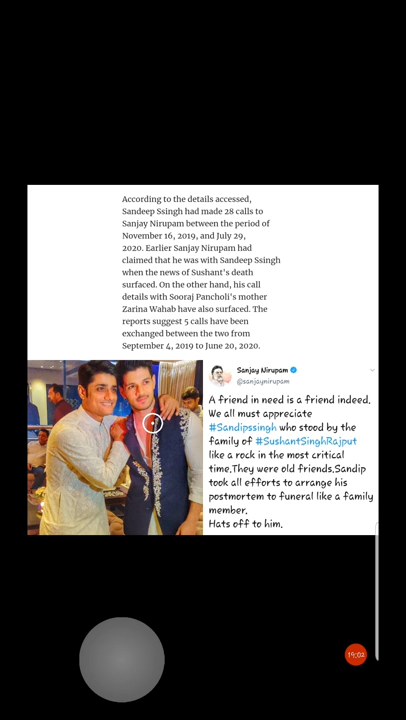 According to the details accessed,
Sandeep Ssingh had made 28 calls to
Sanjay Nirupam between the period of
November 16, 2019, and July 29,
2020. Earlier Sanjay Nirupam had
claimed that he was with Sandeep Ssingh
when the news of Sushant's death
surfaced. On the other hand, his call
details with Sooraj Pancholi's mother
Zarina Wahab have also surfaced. The
reports suggest 5 calls have been
exchanged between the two from
September 4, 2019 to June 20, 2020.
Sanjay Nirupam
@sanjaynirupam
A friend in need is a friend indeed.
We all must appreciate
#Sandipssingh who stood by the
family of #SushantSinghRajput
like a rock in the most critical
time.They were old friends.Sandip
took all efforts to arrange his
postmortem to funeral like a family
member.
Hats off to him.
19:02